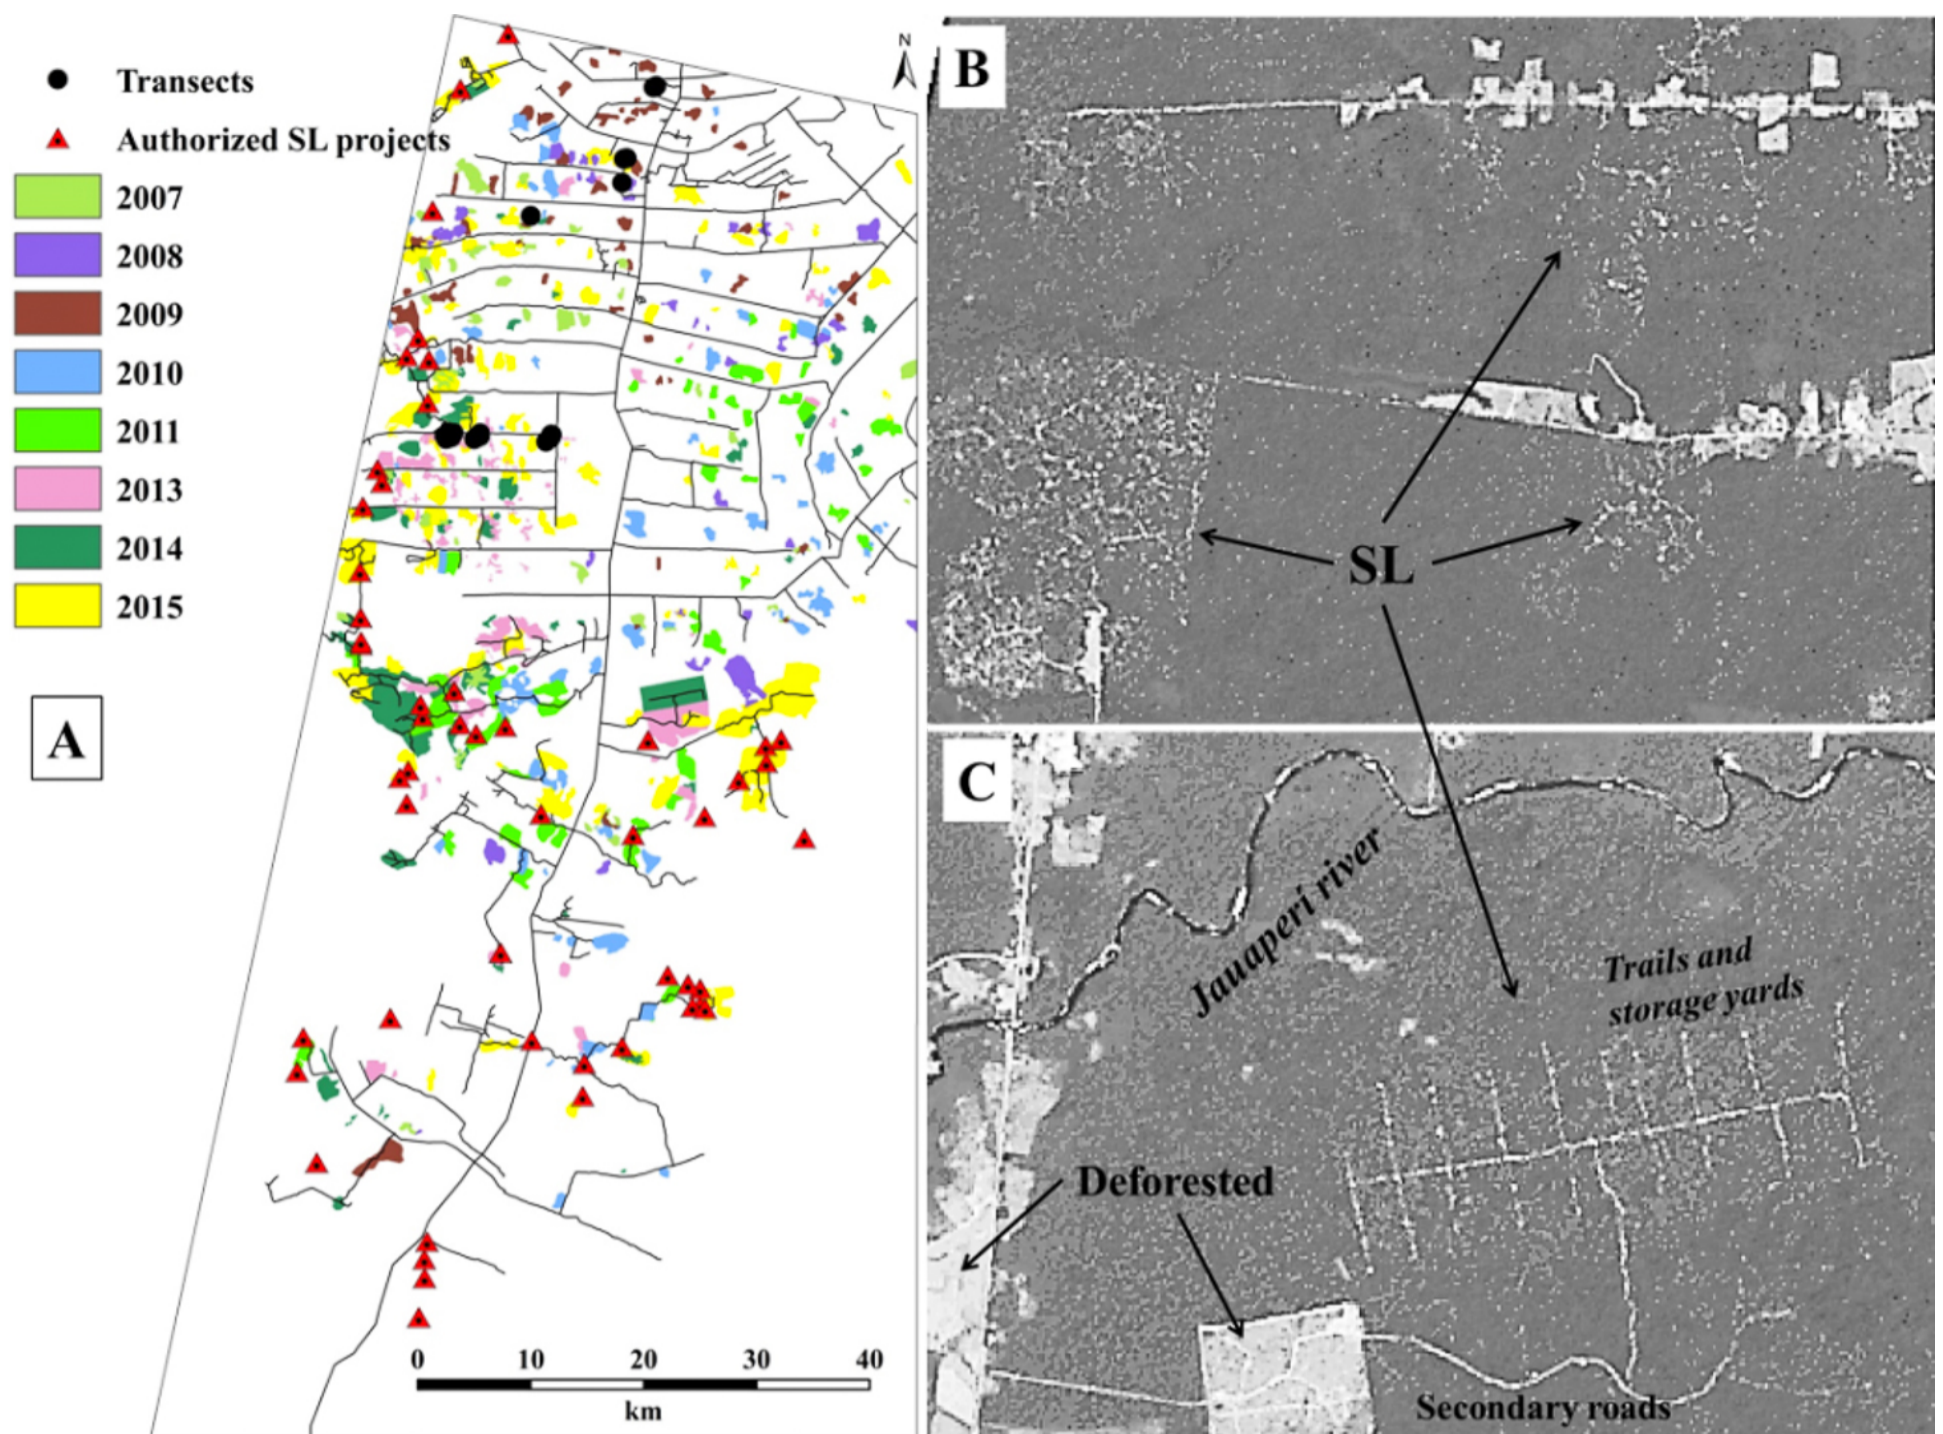 Transects
Authorized SL projects
2007
2008
2009
2010
2011
2013
2014
2015
A
N
0 10 20 30 40
km
B
SL
C
Jauaperi river
Trails and
storage yards
Deforested
Secondary roads